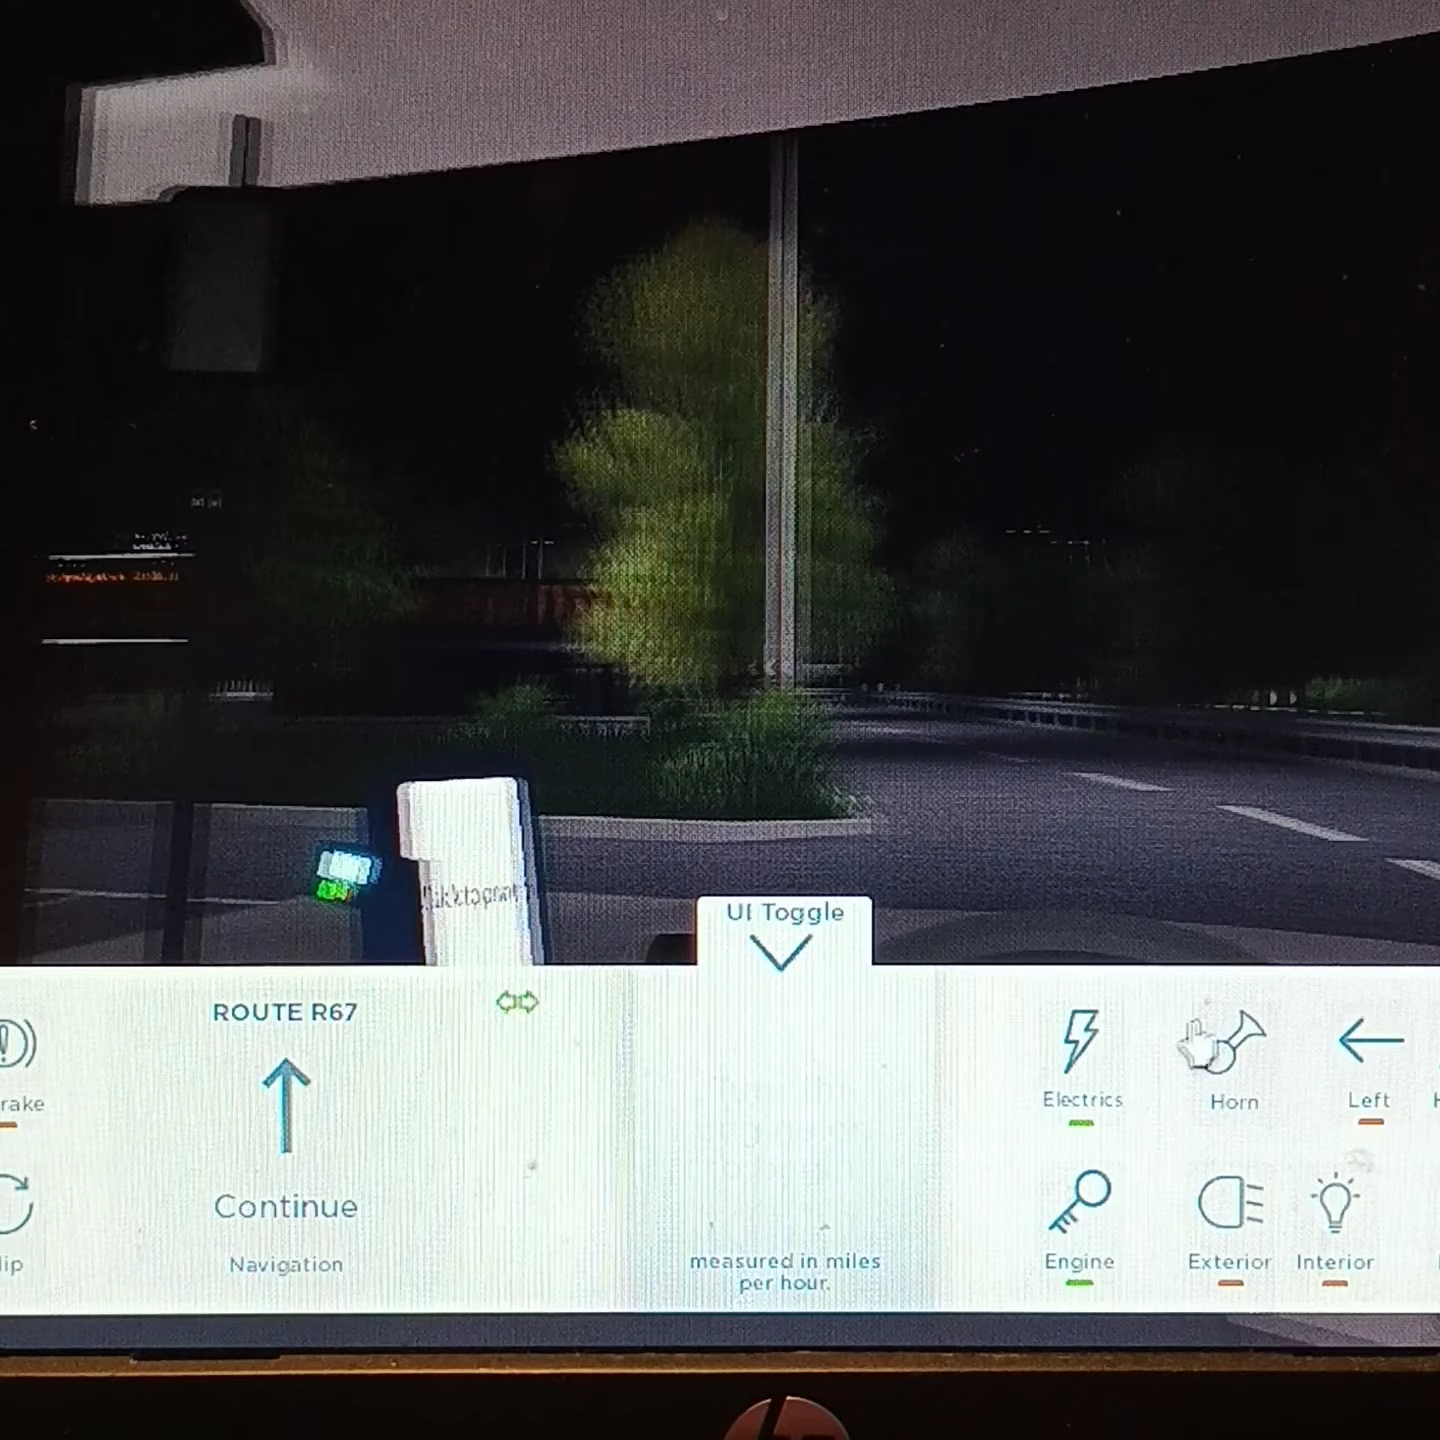 UI Toggle
rake
ROUTE R67
Electrics
Horn
Left
H
lip
Continue
Navigation
measured in miles
per hour.
Engine
Exterior
Interior